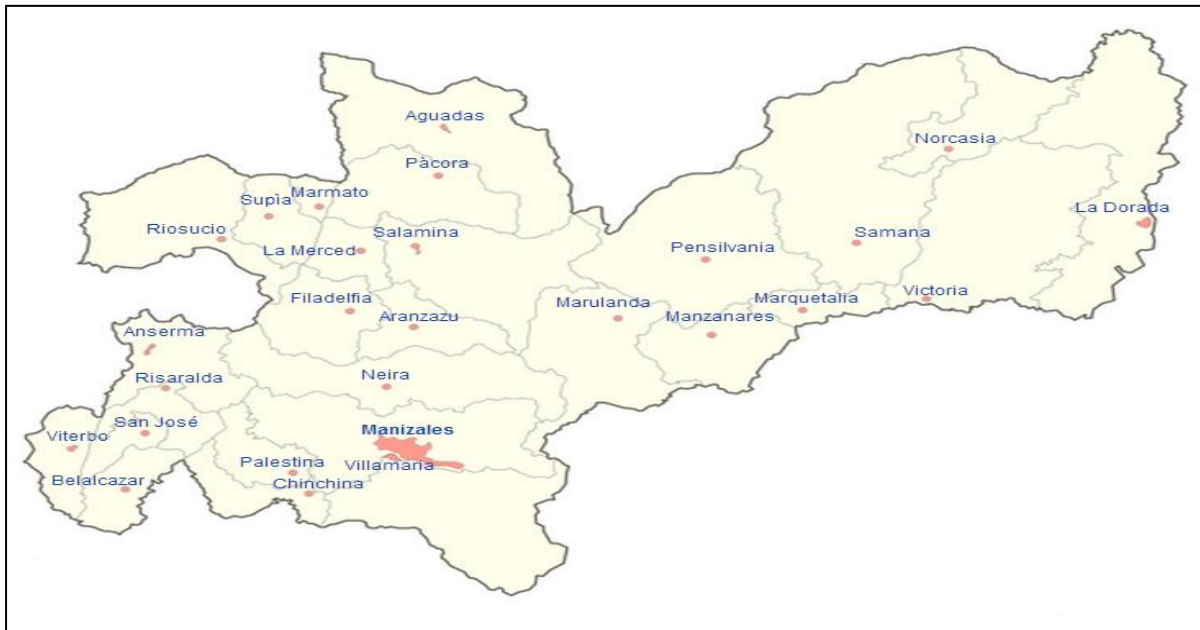 Aguadas
Norcasia
Pàcora
Marmato
Supìa
La Dorada
Riosucio
Salamina
Samana
La Merced
Pensilvania
Victoria
Filadelfia
Marulanda
Marquetalia
Aranzazu
Manzanares
Anserma
Risaralda
Neira
San José
Manizales
Viterbo
Palestina
Villamaria
Belalcazar
Chinchina